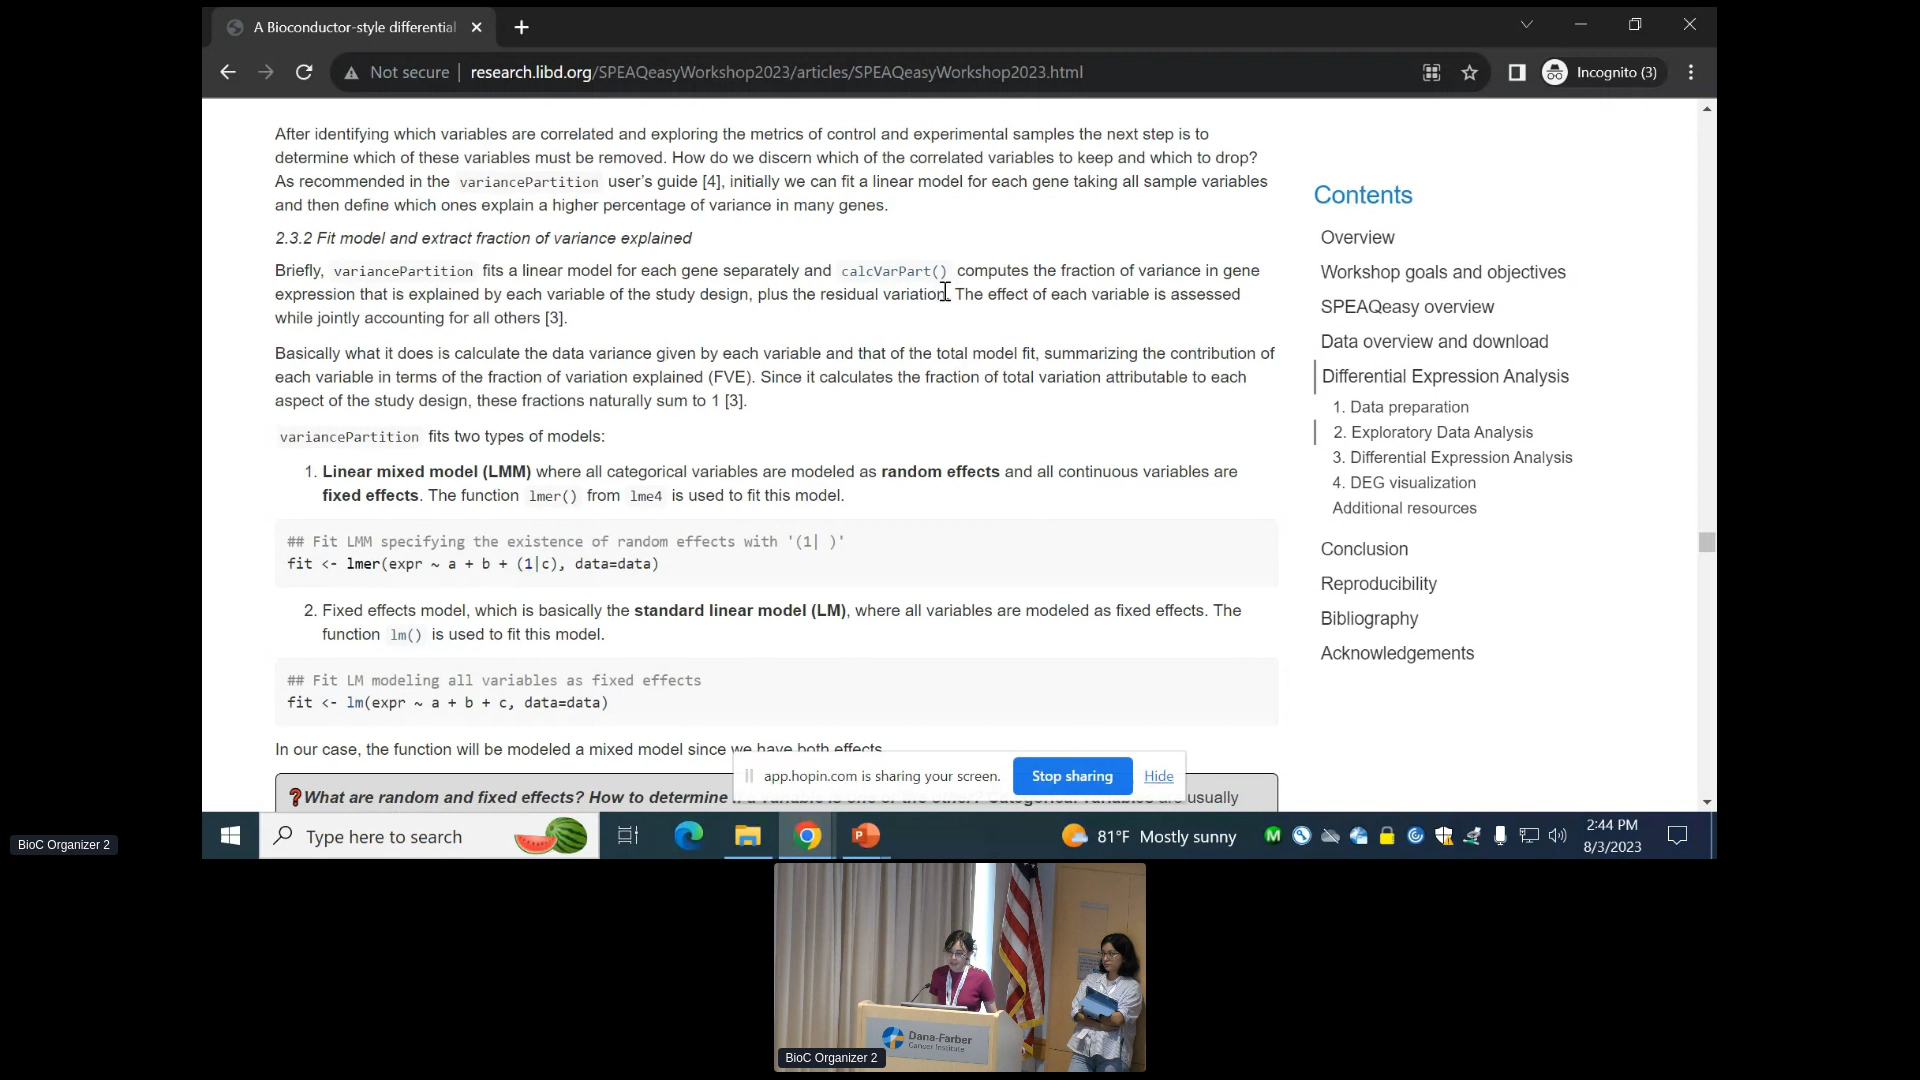 A Bioconductor-style differential
Not secure
research.libd.org/SPEAQeasyWorkshop2023/articles/SPEAQeasyWorkshop2023.html
Incognito (3)
After identifying which variables are correlated and exploring the metrics of control and experimental samples the next step is to
determine which of these variables must be removed. How do we discern which of the correlated variables to keep and which to drop?
As recommended in the variancePartition user's guide [4], initially we can fit a linear model for each gene taking all sample variables
and then define which ones explain a higher percentage of variance in many genes.
2.3.2 Fit model and extract fraction of variance explained
Briefly, variancePartition fits a linear model for each gene separately and calcVarPart() computes the fraction of variance in gene
expression that is explained by each variable of the study design, plus the residual variation. The effect of each variable is assessed
while jointly accounting for all others [3].
Basically what it does is calculate the data variance given by each variable and that of the total model fit, summarizing the contribution of
each variable in terms of the fraction of variation explained (FVE). Since it calculates the fraction of total variation attributable to each
aspect of the study design, these fractions naturally sum to 1 [3].
variancePartition fits two types of models:
1. Linear mixed model (LMM) where all categorical variables are modeled as random effects and all continuous variables are
fixed effects. The function lmer() from lme4 is used to fit this model.
## Fit LMM specifying the existence of random effects with '(1| )'
fit <- lmer(expr ~ a + b + (1|c), data=data)
2. Fixed effects model, which is basically the standard linear model (LM), where all variables are modeled as fixed effects. The
function lm() is used to fit this model.
## Fit LM modeling all variables as fixed effects
fit <- lm(expr ~ a + b + c, data=data)
In our case, the function will be modeled a mixed model since we have both effects
What are random and fixed effects? How to determine if a variable is one or the other? Categorical variables are usually
Contents
Overview
Workshop goals and objectives
SPEAQeasy overview
Data overview and download
Differential Expression Analysis
1. Data preparation
2. Exploratory Data Analysis
3. Differential Expression Analysis
4. DEG visualization
Additional resources
Conclusion
Reproducibility
Bibliography
Acknowledgements
app.hopin.com is sharing your screen.
Stop sharing
Hide
Type here to search
81°F Mostly sunny
2:44 PM
8/3/2023
BioC Organizer 2
Dana-Farber
Cancer Institute
BioC Organizer 2